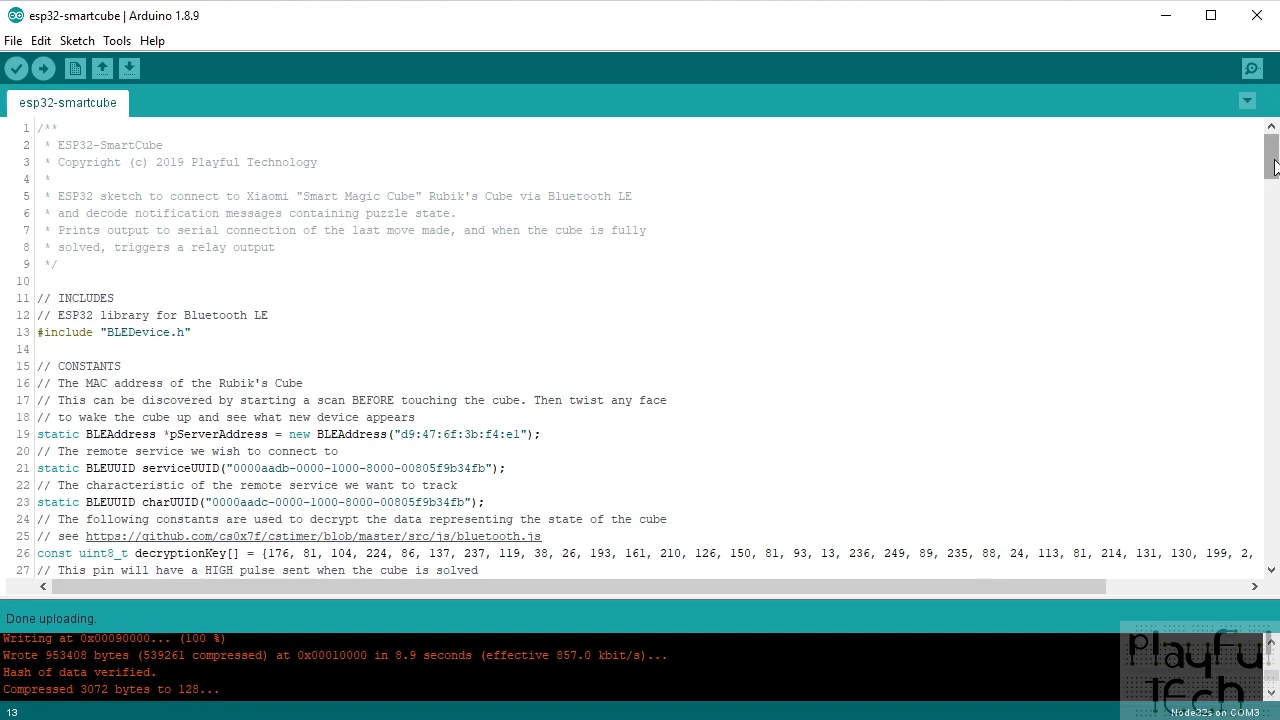 esp32-smartcube | Arduino 1.8.9
File Edit Sketch Tools Help
esp32-smartcube
1 /**
2 * ESP32-SmartCube
3 * Copyright (c) 2019 Playful Technology
4 *
5 * ESP32 sketch to connect to Xiaomi "Smart Magic Cube" Rubik's Cube via Bluetooth LE
6 * and decode notification messages containing puzzle state.
7 * Prints output to serial connection of the last move made, and when the cube is fully
8 * solved, triggers a relay output
9 */
10
11 // INCLUDES
12 // ESP32 library for Bluetooth LE
13 #include "BLEDevice.h"
14
15 // CONSTANTS
16 // The MAC address of the Rubik's Cube
17 // This can be discovered by starting a scan BEFORE touching the cube. Then twist any face
18 // to wake the cube up and see what new device appears
19 static BLEAddress *pServerAddress = new BLEAddress("d9:47:6f:3b:f4:e1");
20 // The remote service we wish to connect to
21 static BLEUUID serviceUUID("0000aadb-0000-1000-8000-00805f9b34fb");
22 // The characteristic of the remote service we want to track
23 static BLEUUID charUUID("0000aadc-0000-1000-8000-00805f9b34fb");
24 // The following constants are used to decrypt the data representing the state of the cube
25 // see https://github.com/cs0x7f/cstimer/blob/master/src/js/bluetooth.js
26 const uint8_t decryptionKey[] = {176, 81, 104, 224, 86, 137, 237, 119, 38, 26, 193, 161, 210, 126, 150, 81, 93, 13, 236, 249, 89, 235, 88, 24, 113, 81, 214, 131, 130, 199, 2,
27 // This pin will have a HIGH pulse sent when the cube is solved
Done uploading.
Writing at 0x00090000... (100 %)
Wrote 953408 bytes (539261 compressed) at 0x00010000 in 8.9 seconds (effective 857.0 kbit/s)...
Hash of data verified.
Compressed 3072 bytes to 128...
Playful
Tech
13
Node32s on COM3